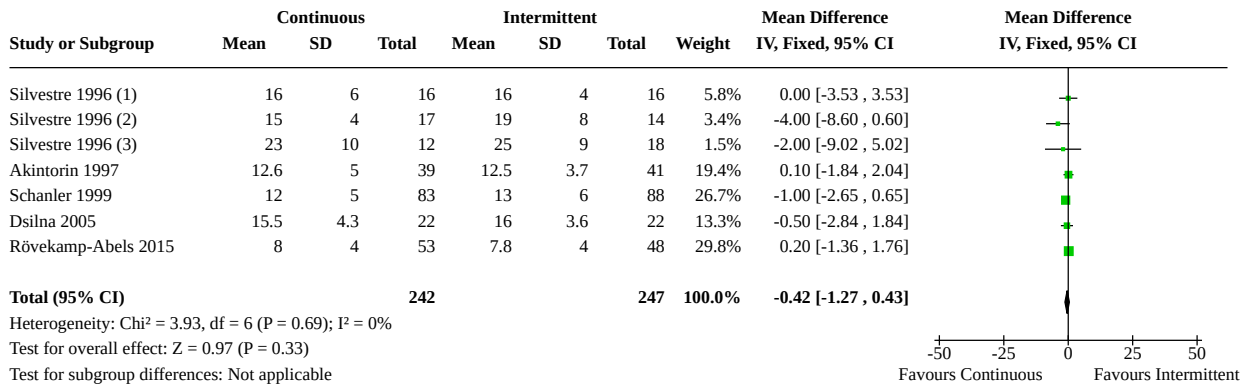 Continuous Intermittent Mean Difference Mean Difference
Study or Subgroup Mean SD Total Mean SD Total Weight IV, Fixed, 95% CI IV, Fixed, 95% CI
Silvestre 1996 (1) 16 6 16 16 4 16 5.8% 0.00 [-3.53 , 3.53]
Silvestre 1996 (2) 15 4 17 19 8 14 3.4% -4.00 [-8.60 , 0.60]
Silvestre 1996 (3) 23 10 12 25 9 18 1.5% -2.00 [-9.02 , 5.02]
Akintorin 1997 12.6 5 39 12.5 3.7 41 19.4% 0.10 [-1.84 , 2.04]
Schanler 1999 12 5 83 13 6 88 26.7% -1.00 [-2.65 , 0.65]
Dsilna 2005 15.5 4.3 22 16 3.6 22 13.3% -0.50 [-2.84 , 1.84]
Rövekamp-Abels 2015 8 4 53 7.8 4 48 29.8% 0.20 [-1.36 , 1.76]
Total (95% CI) 242 247 100.0% -0.42 [-1.27 , 0.43]
Heterogeneity: Chi² = 3.93, df = 6 (P = 0.69); I² = 0%
Test for overall effect: Z = 0.97 (P = 0.33)
-50 -25 0 25 50
Test for subgroup differences: Not applicable
Favours Continuous Favours Intermittent